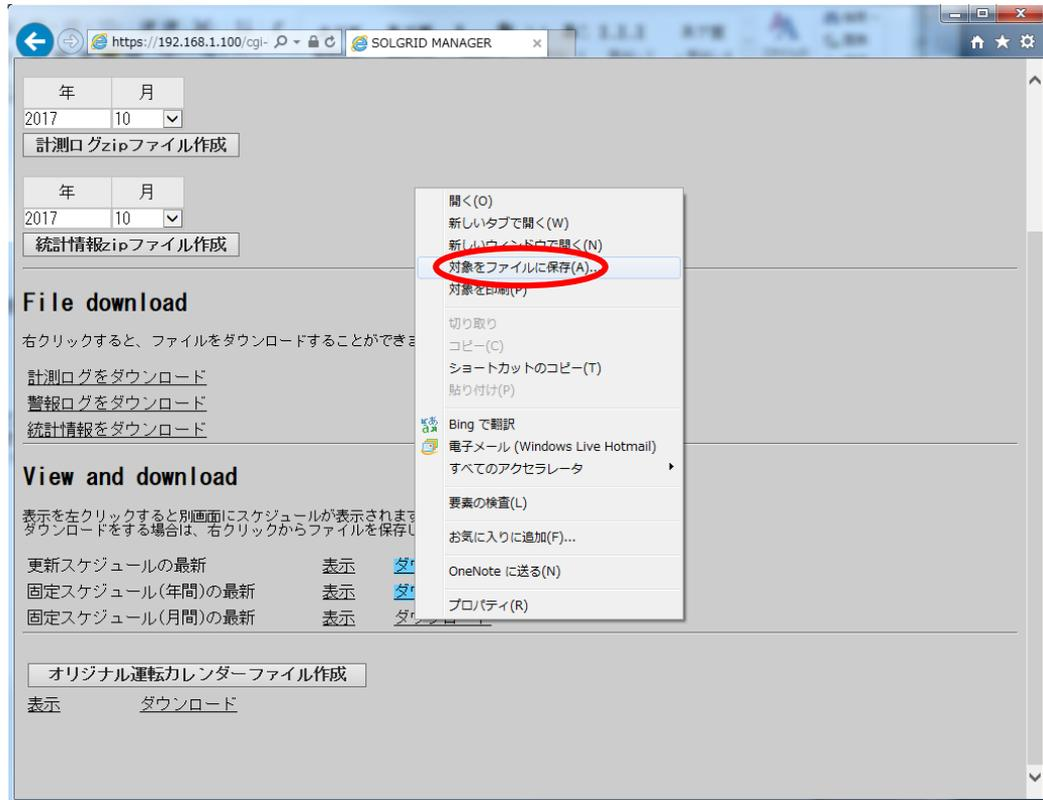 https://192.168.1.100/cgi-
SOLGRID MANAGER
年 月
2017 10
計測ログzipファイル作成
年 月
2017 10
統計情報zipファイル作成
File download
右クリックすると、ファイルをダウンロードすることができま
計測ログをダウンロード
警報ログをダウンロード
統計情報をダウンロード
View and download
表示を左クリックすると別画面にスケジュールが表示されます
ダウンロードをする場合は、右クリックからファイルを保存し
更新スケジュールの最新 表示 ダウ
固定スケジュール(年間)の最新 表示 ダウ
固定スケジュール(月間)の最新 表示 ダウンロード
オリジナル運転カレンダーファイル作成
表示 ダウンロード
開く(O)
新しいタブで開く(W)
新しいウィンドウで開く(N)
対象をファイルに保存(A)...
対象を印刷(P)
切り取り
コピー(C)
ショートカットのコピー(T)
貼り付け(P)
Bing で翻訳
電子メール (Windows Live Hotmail)
すべてのアクセラレータ
要素の検査(L)
お気に入りに追加(F)...
OneNote に送る(N)
プロパティ(R)